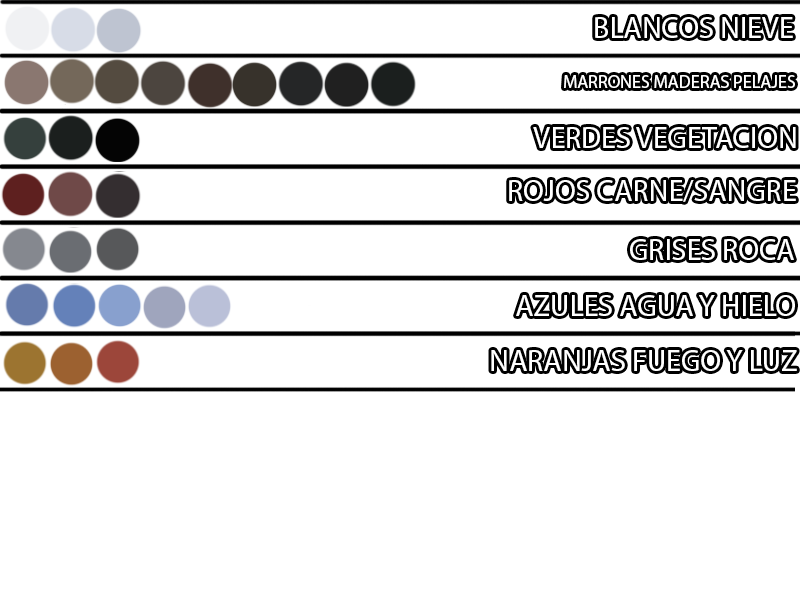 BLANCOS NIEVE
MARRONES MADERAS PELAJES
VERDES VEGETACION
ROJOS CARNE/SANGRE
GRISES ROCA
AZULES AGUA Y HIELO
NARANJAS FUEGO Y LUZ